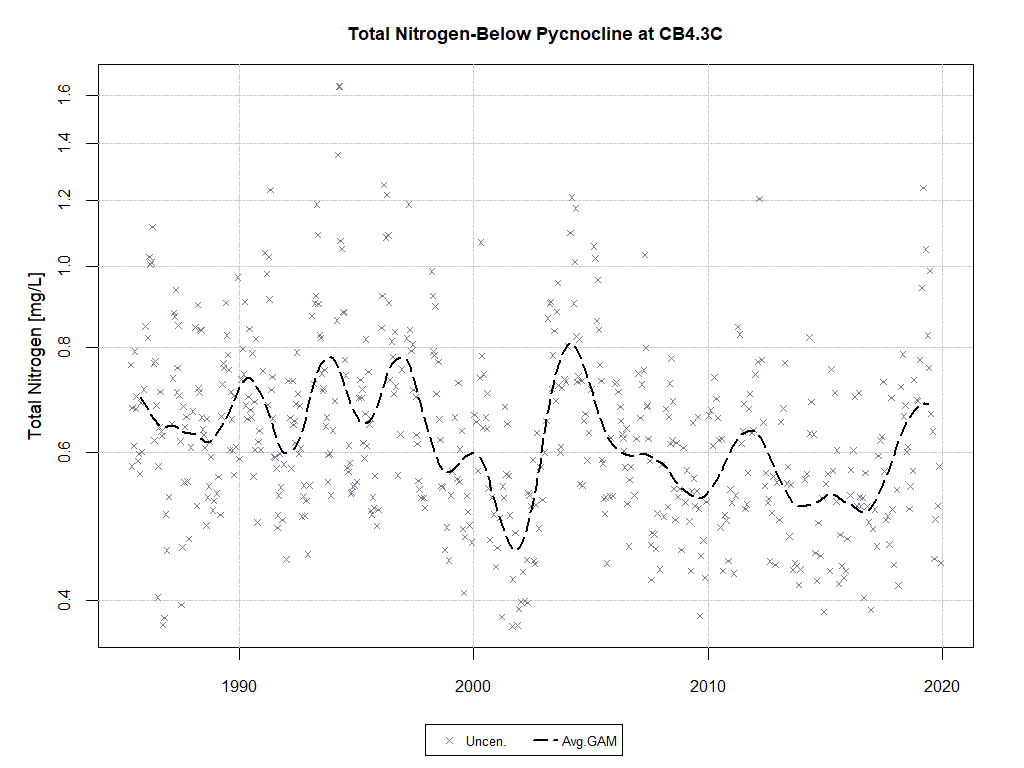 Total Nitrogen-Below Pycnocline at CB4.3C
Total Nitrogen [mg/L]
1.6
1.4
1.2
1.0
0.8
0.6
0.4
1990 2000 2010 2020
Uncen. Avg.GAM